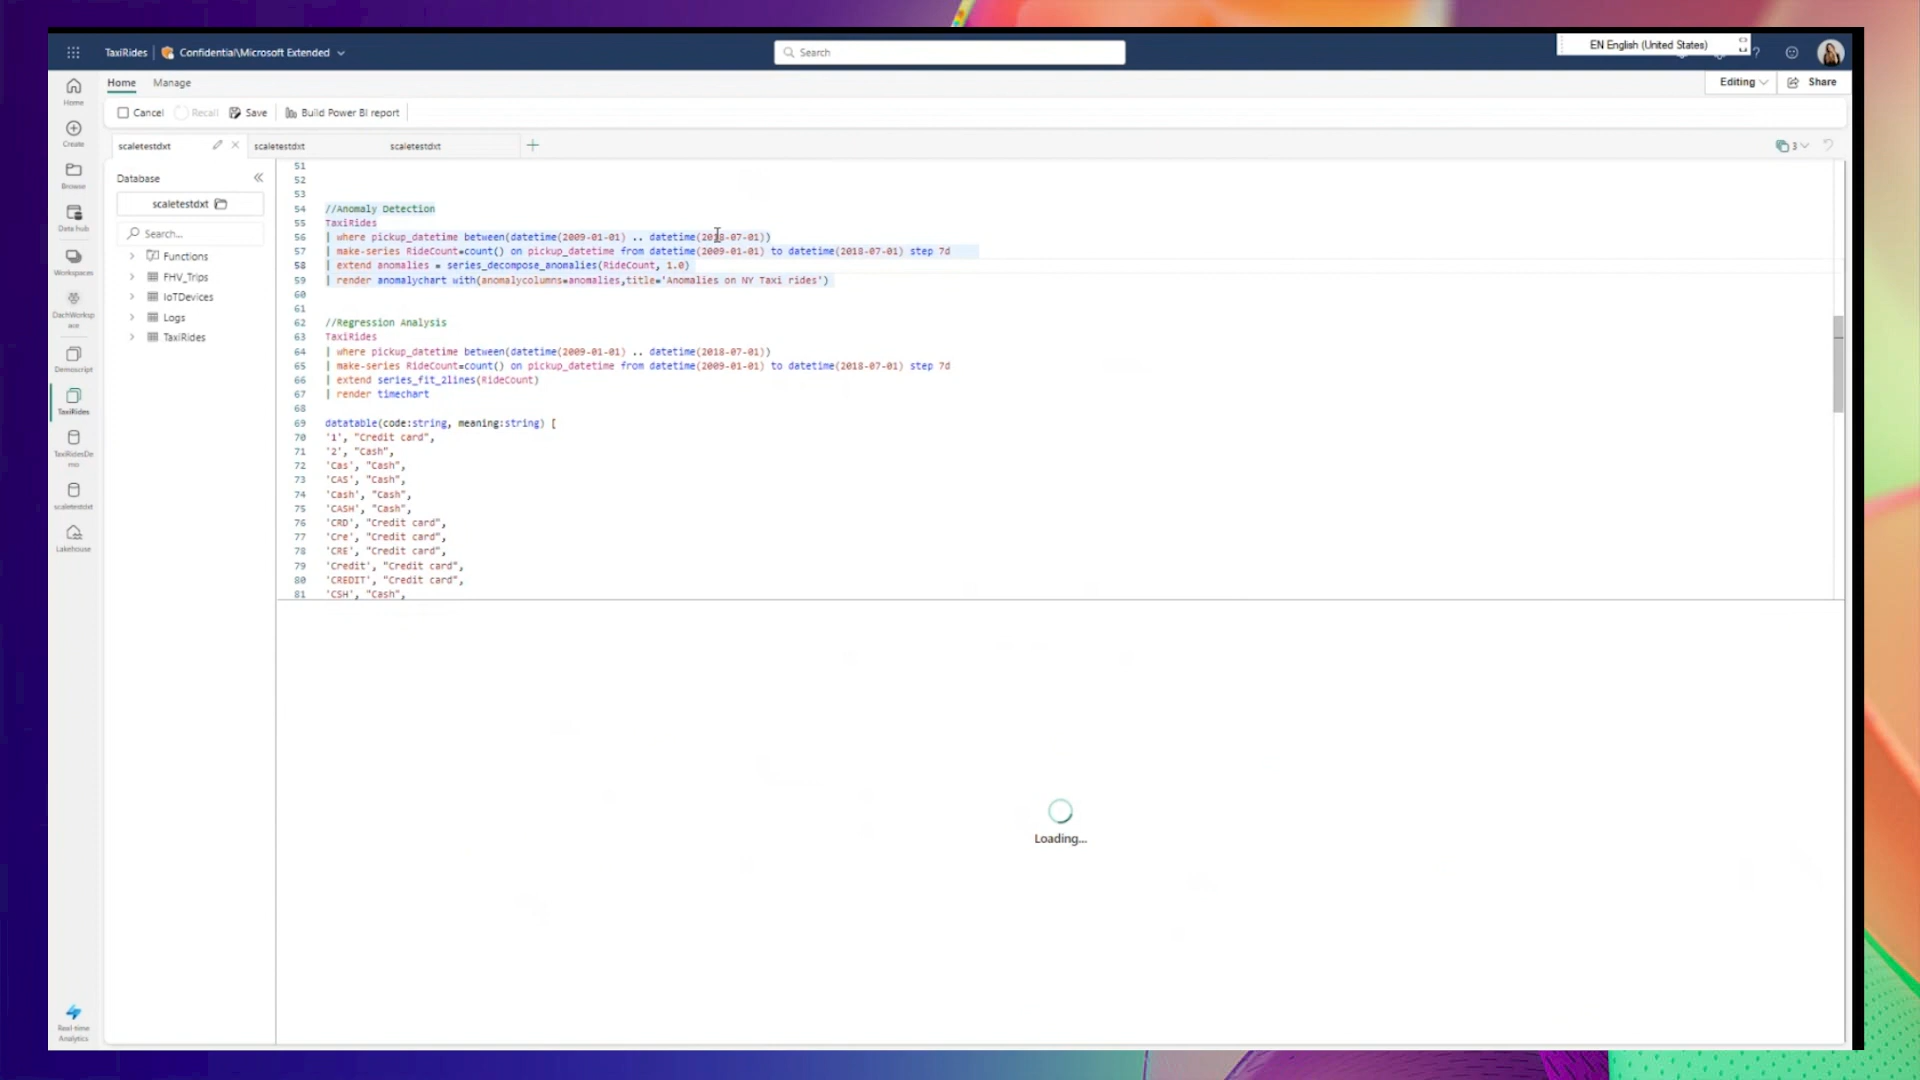 TaxiRides
Confidential\Microsoft Extended
Search
EN English (United States)
?
Home
Manage
Editing
Share
Cancel
Recall
Save
Build Power BI report
scaletestdxt
scaletestdxt
scaletestdxt
3
Home
Create
Browse
Data hub
Workspaces
DachWorksp
ace
Demoscript
TaxiRides
TaxiRidesDe
mo
scaletestdxt
Lakehouse
Real-time
Analytics
Database
scaletestdxt
Search...
Functions
FHV_Trips
IoTDevices
Logs
TaxiRides
51
52
53
54 //Anomaly Detection
55 TaxiRides
56 | where pickup_datetime between(datetime(2009-01-01) .. datetime(2018-07-01))
57 | make-series RideCount=count() on pickup_datetime from datetime(2009-01-01) to datetime(2018-07-01) step 7d
58 | extend anomalies = series_decompose_anomalies(RideCount, 1.0)
59 | render anomalychart with(anomalycolumns=anomalies,title='Anomalies on NY Taxi rides')
60
61
62 //Regression Analysis
63 TaxiRides
64 | where pickup_datetime between(datetime(2009-01-01) .. datetime(2018-07-01))
65 | make-series RideCount=count() on pickup_datetime from datetime(2009-01-01) to datetime(2018-07-01) step 7d
66 | extend series_fit_2lines(RideCount)
67 | render timechart
68
69 datatable(code:string, meaning:string) [
70 '1', "Credit card",
71 '2', "Cash",
72 'Cas', "Cash",
73 'CAS', "Cash",
74 'Cash', "Cash",
75 'CASH', "Cash",
76 'CRD', "Credit card",
77 'Cre', "Credit card",
78 'CRE', "Credit card",
79 'Credit', "Credit card",
80 'CREDIT', "Credit card",
81 'CSH', "Cash",
Loading...